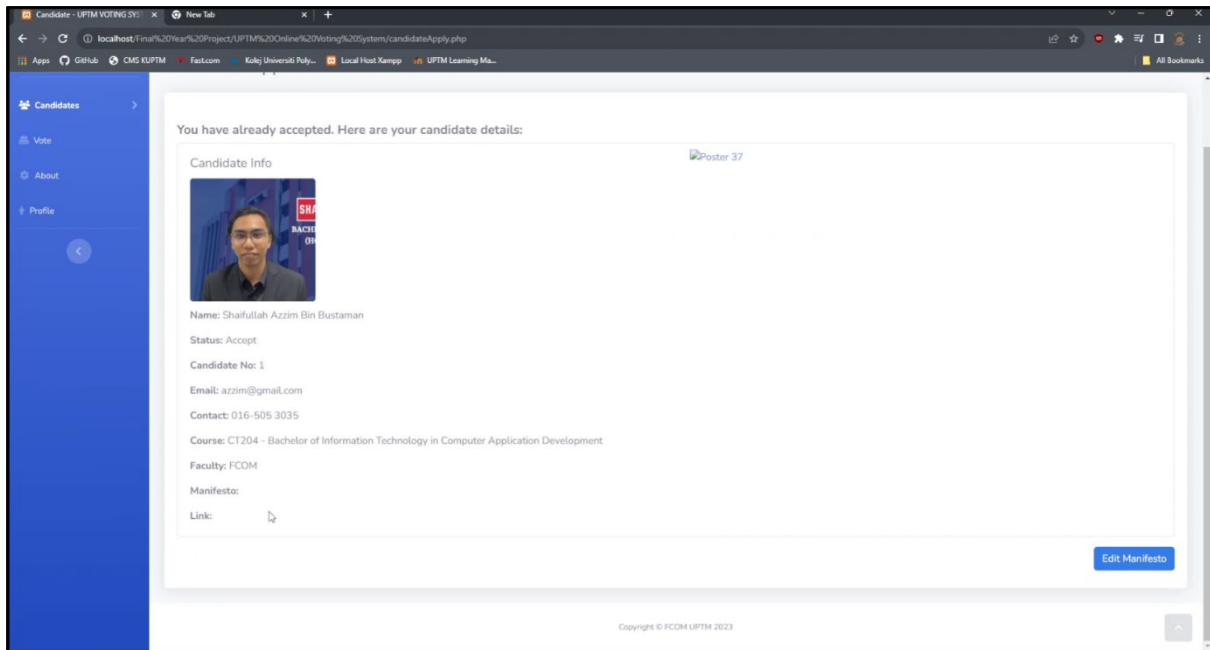 Candidate - UPTM VOTING SYS
New Tab
localhost/Final%20Year%20Project/UPTM%20Online%20Voting%20System/candidateApply.php
Apps GitHub CMS KUPTM Fast.com Kolej Universiti Poly... Local Host Xampp UPTM Learning Ma... All Bookmarks
Candidates
Vote
About
Profile
You have already accepted. Here are your candidate details:
Candidate Info
Poster 37
SHA
BACHE
(HO
Name: Shaifullah Azzim Bin Bustaman
Status: Accept
Candidate No: 1
Email: azzim@gmail.com
Contact: 016-505 3035
Course: CT204 - Bachelor of Information Technology in Computer Application Development
Faculty: FCOM
Manifesto:
Link:
Edit Manifesto
Copyright © FCOM UPTM 2023